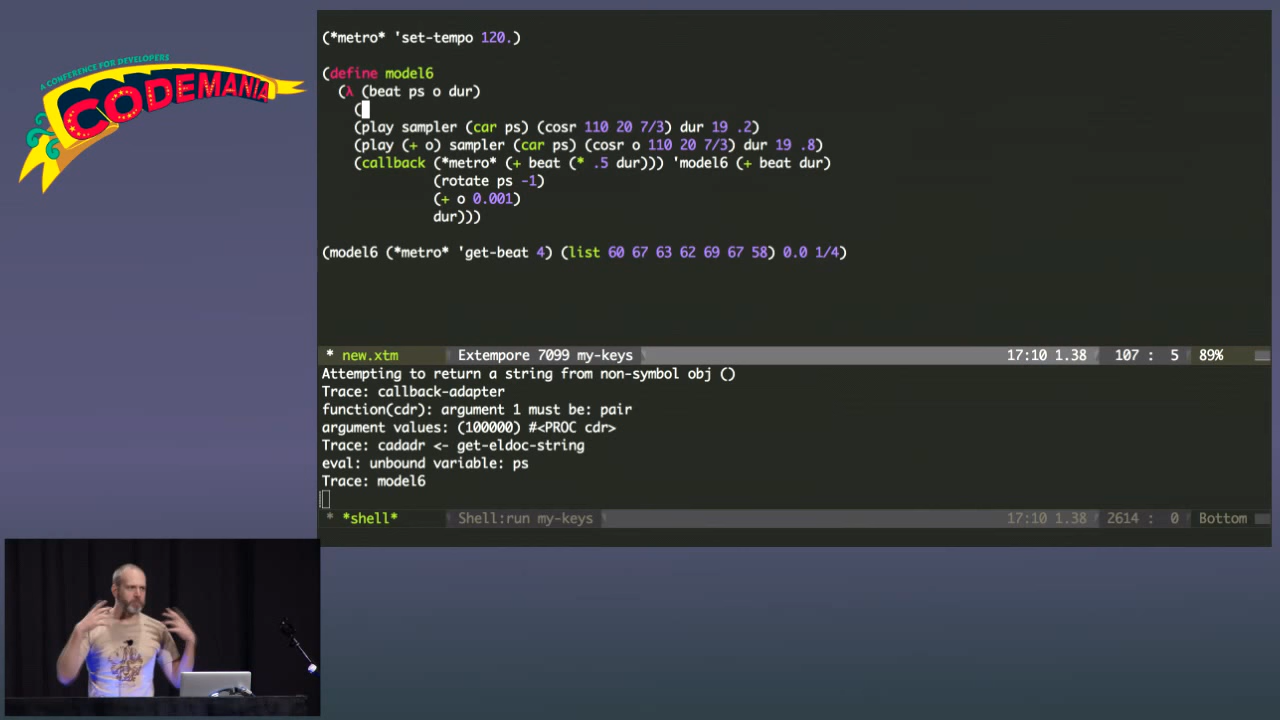 A CONFERENCE FOR DEVELOPERS
CODEMANIA
(*metro* 'set-tempo 120.)
(define model6
(λ (beat ps o dur)
(
(play sampler (car ps) (cosr 110 20 7/3) dur 19 .2)
(play (+ o) sampler (car ps) (cosr o 110 20 7/3) dur 19 .8)
(callback (*metro* (+ beat (* .5 dur))) 'model6 (+ beat dur)
(rotate ps -1)
(+ o 0.001)
dur)))
(model6 (*metro* 'get-beat 4) (list 60 67 63 62 69 67 58) 0.0 1/4)
* new.xtm Extempore 7099 my-keys 17:10 1.38 107 : 5 89%
Attempting to return a string from non-symbol obj ()
Trace: callback-adapter
function(cdr): argument 1 must be: pair
argument values: (100000) #<PROC cdr>
Trace: cadadr <- get-eldoc-string
eval: unbound variable: ps
Trace: model6
* *shell* Shell:run my-keys 17:10 1.38 2614 : 0 Bottom